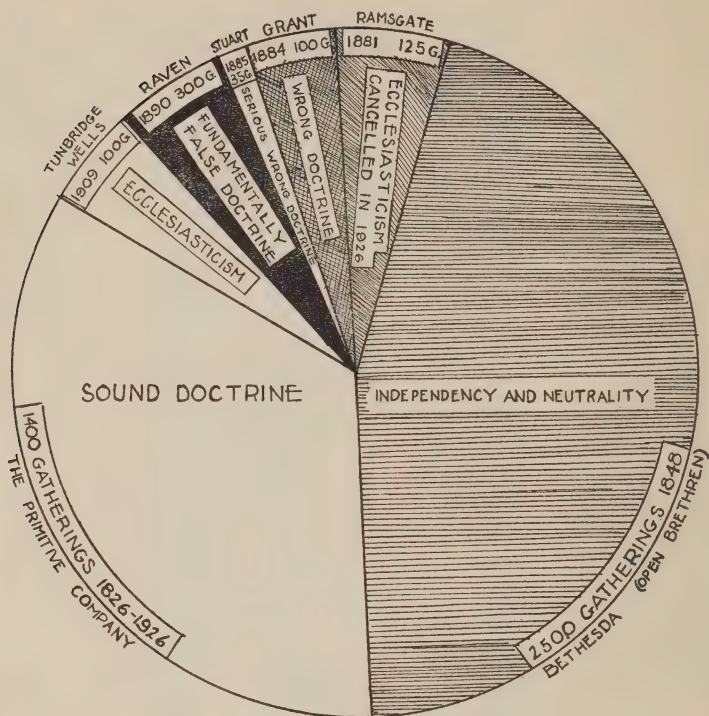 TUNBRIDGE
WELLS
1909 100G.
ECCLESIASTICISM
RAVEN
1890 300G.
FUNDAMENTALLY
FALSE DOCTRINE
STUART
1885
35G.
SERIOUS WRONG DOCTRINE
GRANT
1884 100G.
WRONG DOCTRINE
RAMSGATE
1881 125G.
ECCLESIASTICISM
CANCELLED IN 1926
SOUND DOCTRINE
INDEPENDENCY AND NEUTRALITY
1400 GATHERINGS 1826-1926
THE PRIMITIVE COMPANY
2500 GATHERINGS 1848
BETHESDA (OPEN BRETHREN)